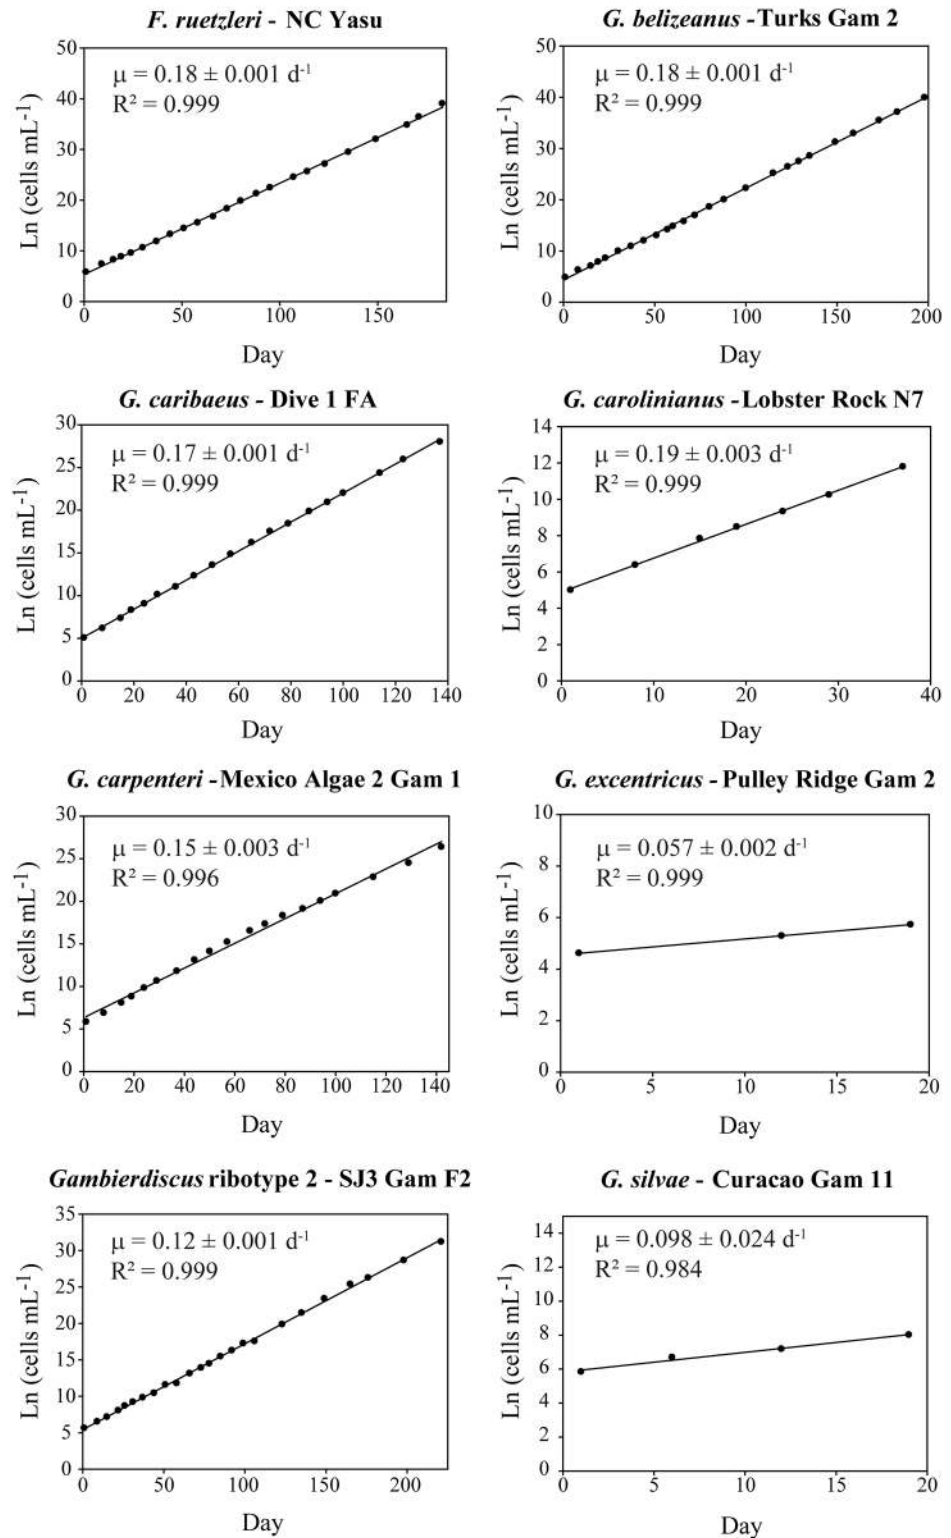 F. ruetzleri - NC Yasu
μ = 0.18 ± 0.001 d⁻¹
R² = 0.999
Ln (cells mL⁻¹)
50
40
30
20
10
0
0 50 100 150
Day
G. belizeanus - Turks Gam 2
μ = 0.18 ± 0.001 d⁻¹
R² = 0.999
Ln (cells mL⁻¹)
50
40
30
20
10
0
0 50 100 150 200
Day
G. caribaeus - Dive 1 FA
μ = 0.17 ± 0.001 d⁻¹
R² = 0.999
Ln (cells mL⁻¹)
30
25
20
15
10
5
0
0 20 40 60 80 100 120 140
Day
G. carolinianus - Lobster Rock N7
μ = 0.19 ± 0.003 d⁻¹
R² = 0.999
Ln (cells mL⁻¹)
14
12
10
8
6
4
2
0
0 10 20 30 40
Day
G. carpenteri - Mexico Algae 2 Gam 1
μ = 0.15 ± 0.003 d⁻¹
R² = 0.996
Ln (cells mL⁻¹)
30
25
20
15
10
5
0
0 20 40 60 80 100 120 140
Day
G. excentricus - Pulley Ridge Gam 2
μ = 0.057 ± 0.002 d⁻¹
R² = 0.999
Ln (cells mL⁻¹)
10
8
6
4
2
0
0 5 10 15 20
Day
Gambierdiscus ribotype 2 - SJ3 Gam F2
μ = 0.12 ± 0.001 d⁻¹
R² = 0.999
Ln (cells mL⁻¹)
35
30
25
20
15
10
5
0
0 50 100 150 200
Day
G. silvae - Curacao Gam 11
μ = 0.098 ± 0.024 d⁻¹
R² = 0.984
Ln (cells mL⁻¹)
14
12
10
8
6
4
2
0
0 5 10 15 20
Day